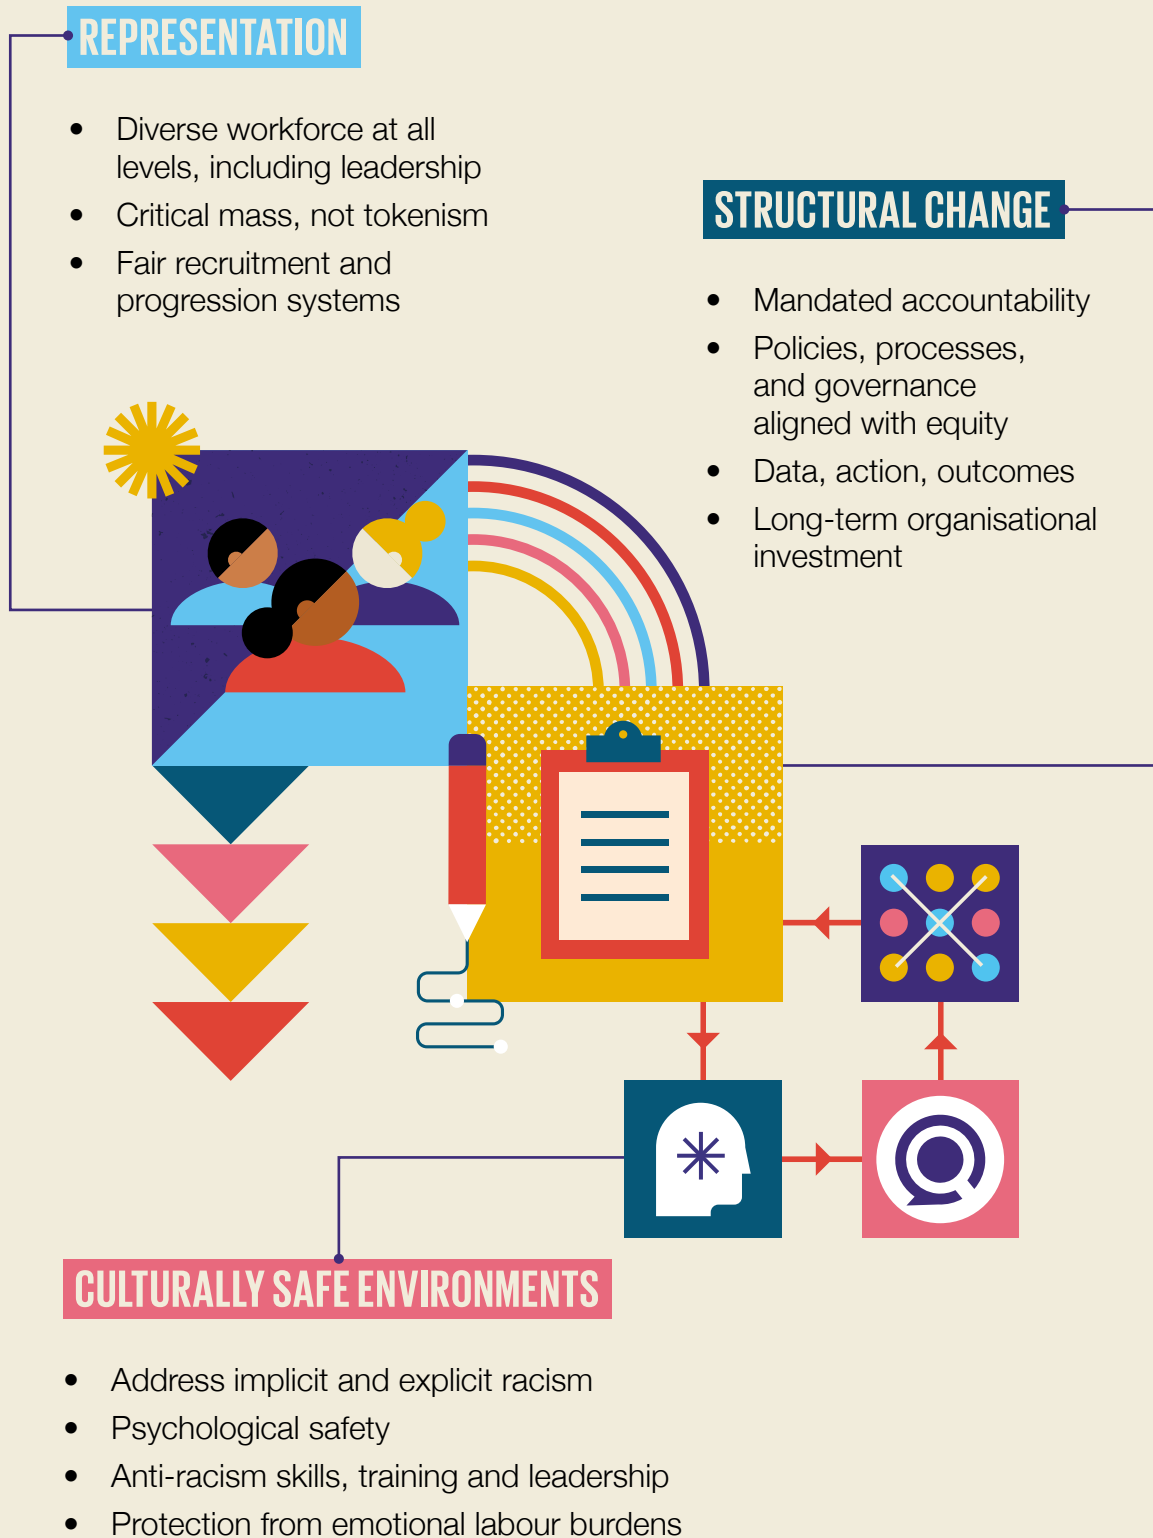 REPRESENTATION
• Diverse workforce at all
levels, including leadership
• Critical mass, not tokenism
• Fair recruitment and
progression systems
STRUCTURAL CHANGE
• Mandated accountability
• Policies, processes,
and governance
aligned with equity
• Data, action, outcomes
• Long-term organisational
investment
CULTURALLY SAFE ENVIRONMENTS
• Address implicit and explicit racism
• Psychological safety
• Anti-racism skills, training and leadership
• Protection from emotional labour burdens